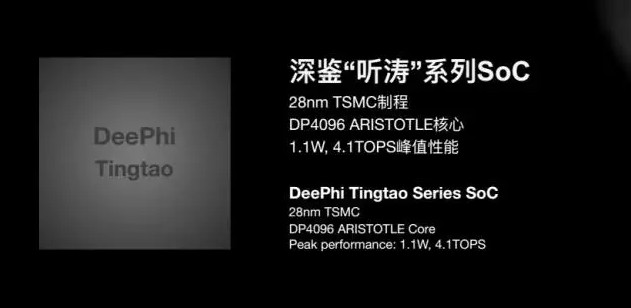 DeePhi
Tingtao
深鉴“听涛”系列SoC
28nm TSMC制程
DP4096 ARISTOTLE核心
1.1W, 4.1TOPS峰值性能
DeePhi Tingtao Series SoC
28nm TSMC
DP4096 ARISTOTLE Core
Peak performance: 1.1W, 4.1TOPS